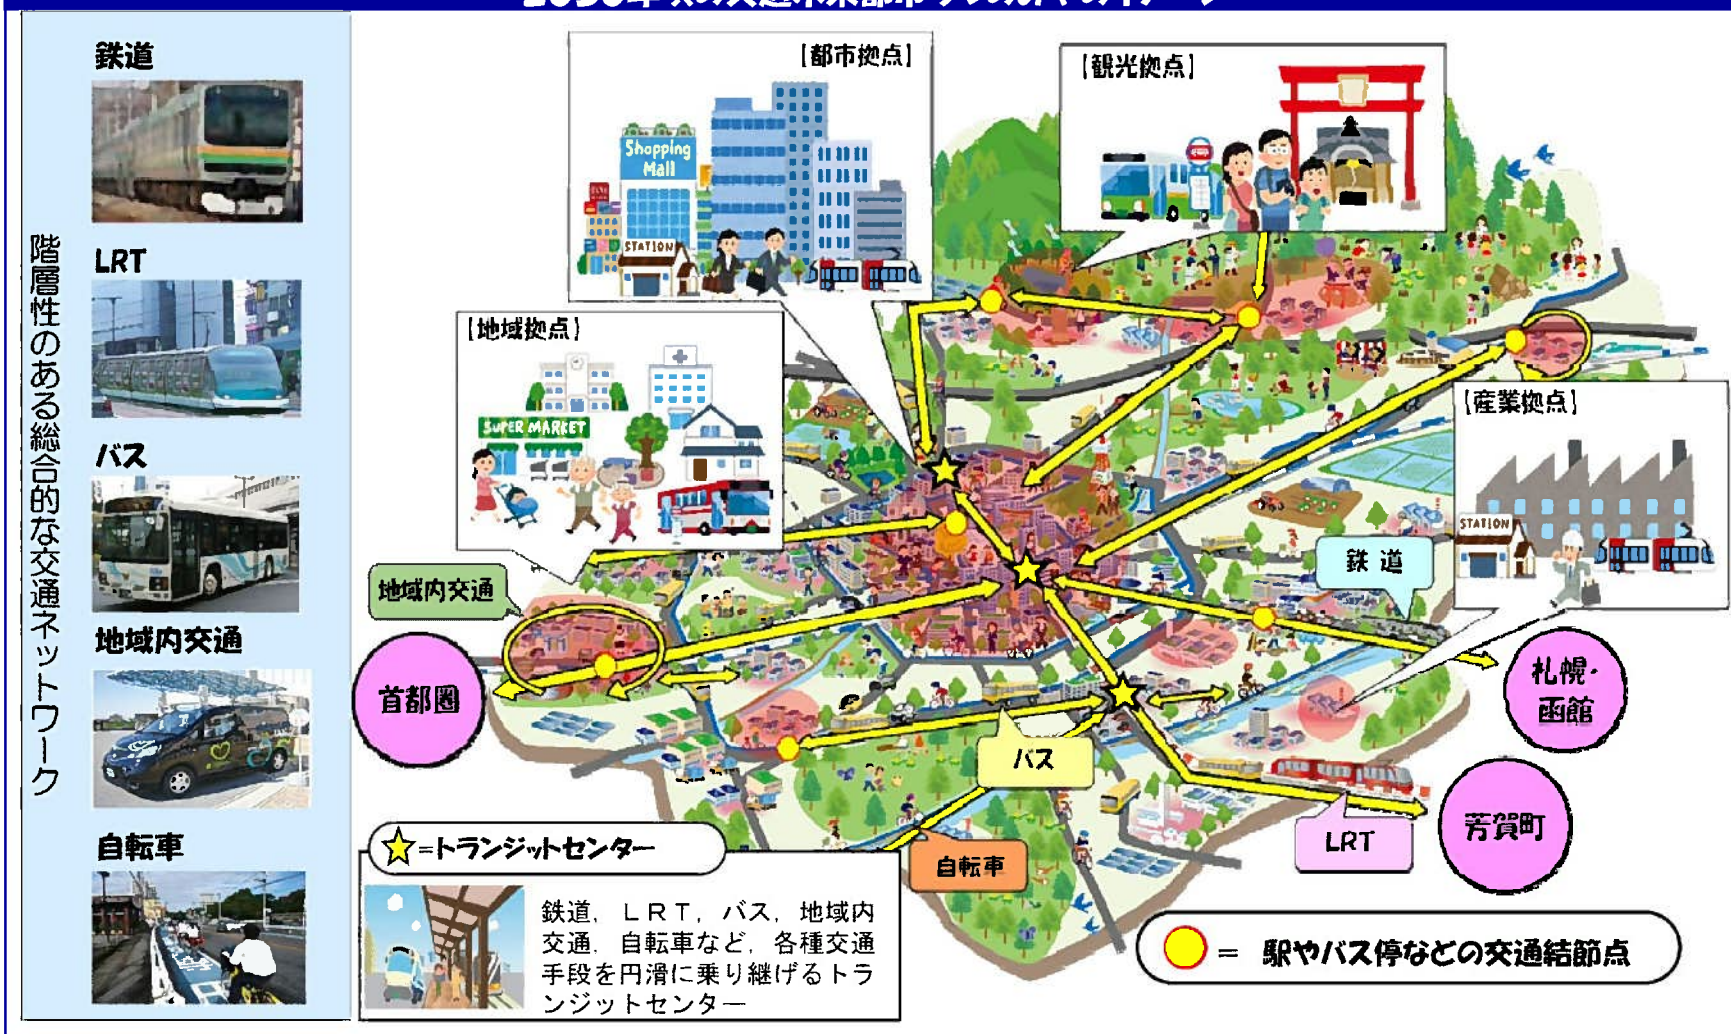 階層性のある総合的な交通ネットワーク
鉄道
LRT
バス
地域内交通
自転車
【都市拠点】
Shopping
Mall
STATION
【観光拠点】
【地域拠点】
SUPER MARKET
【産業拠点】
STATION
鉄道
地域内交通
首都圏
札幌・
函館
バス
LRT
芳賀町
自転車
☆=トランジットセンター
鉄道，ＬＲＴ，バス，地域内
交通，自転車など，各種交通
手段を円滑に乗り継げるトラ
ンジットセンター
= 駅やバス停などの交通結節点